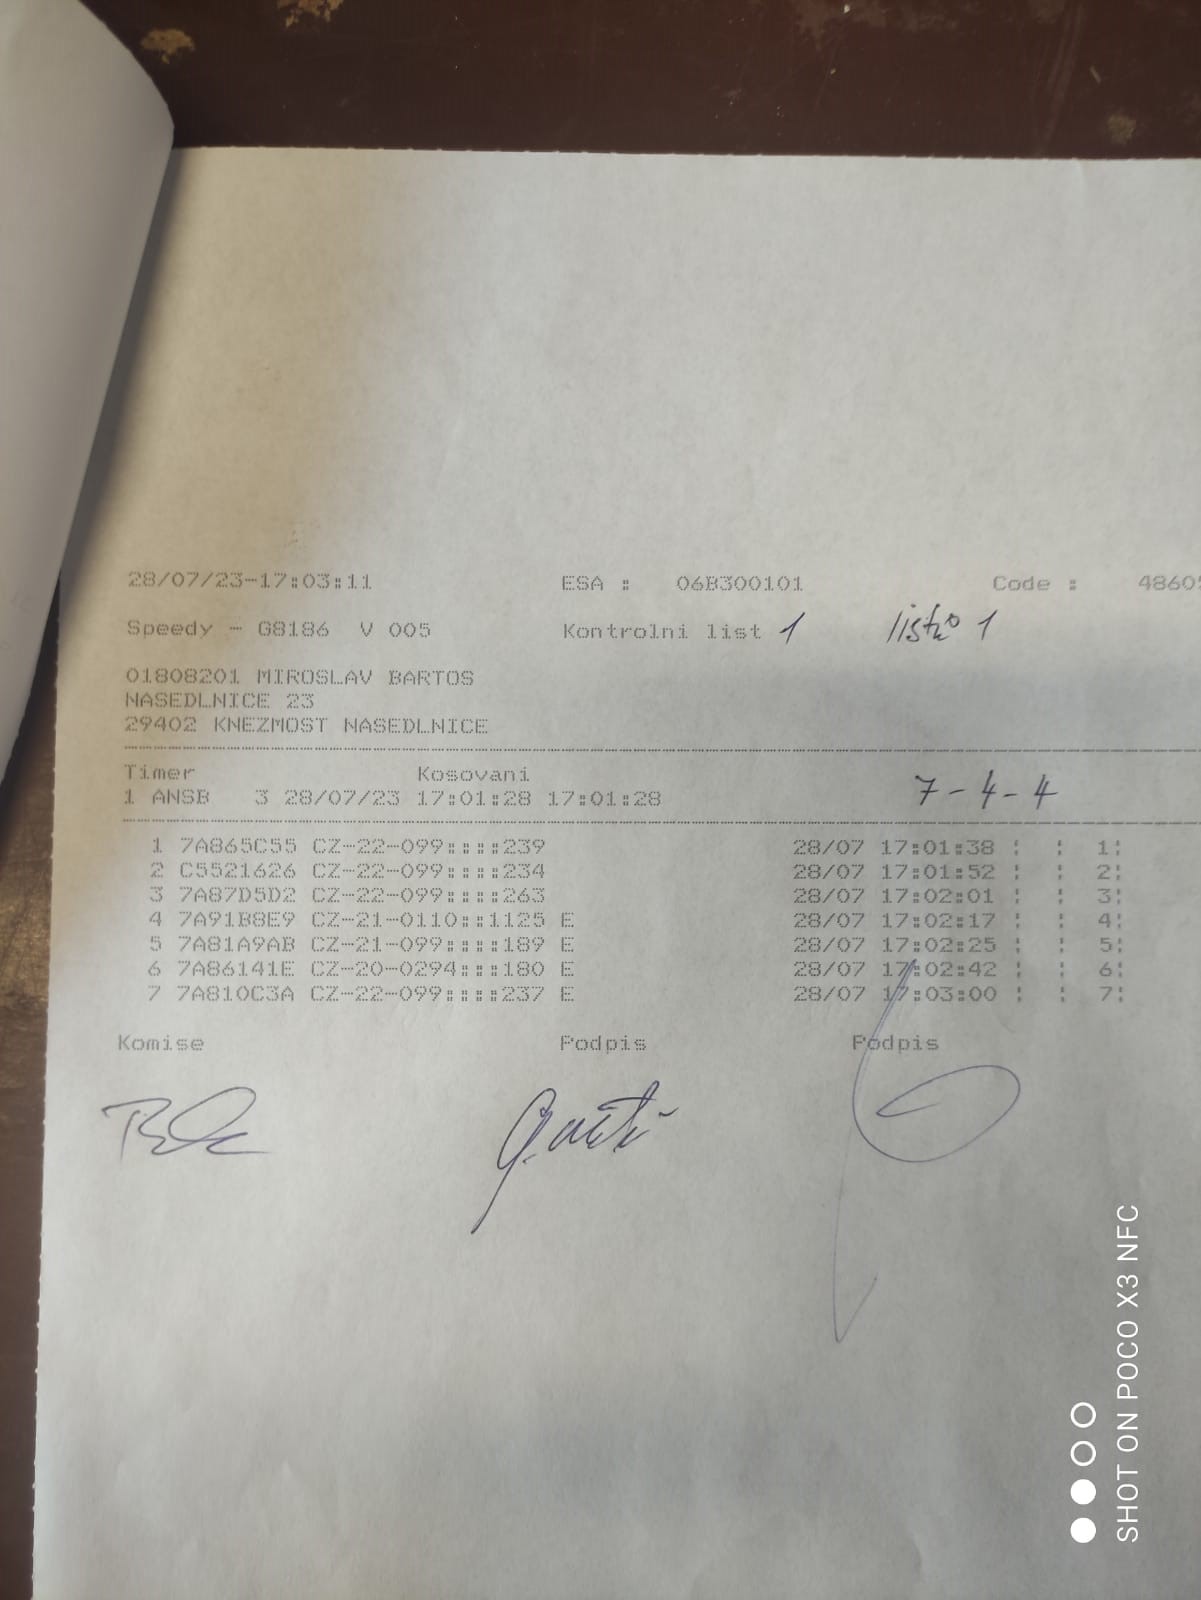 28/07/23-17:03:11 ESA : 06B300101 Code : 4860
Speedy - G8186 V 005 Kontrolni list 1 listů 1
01808201 MIROSLAV BARTOS
NASEDLNICE 23
29402 KNEZMOST NASEDLNICE
Timer Kosovani
1 ANSB 3 28/07/23 17:01:28 17:01:28 7-4-4
1 7A865C55 CZ-22-099::::239 28/07 17:01:38 : : 1:
2 C5521626 CZ-22-099::::234 28/07 17:01:52 : : 2:
3 7A87D5D2 CZ-22-099::::263 28/07 17:02:01 : : 3:
4 7A91B8E9 CZ-21-0110::1125 E 28/07 17:02:17 : : 4:
5 7A81A9AB CZ-21-099::::189 E 28/07 17:02:25 : : 5:
6 7A86141E CZ-20-0294:::180 E 28/07 17:02:42 : : 6:
7 7A810C3A CZ-22-099::::237 E 28/07 17:03:00 : : 7:
Komise Podpis Podpis
SHOT ON POCO X3 NFC